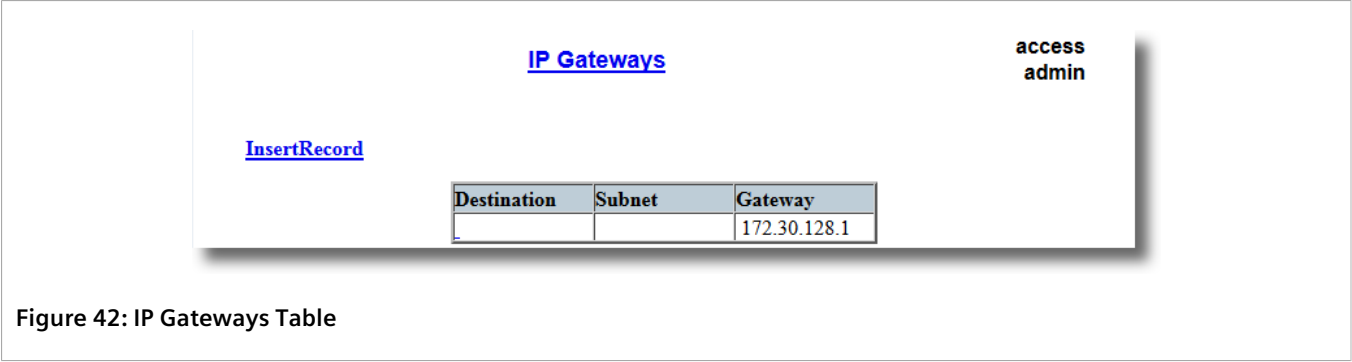 IP Gateways
access
admin
InsertRecord
Destination Subnet Gateway
172.30.128.1
Figure 42: IP Gateways Table